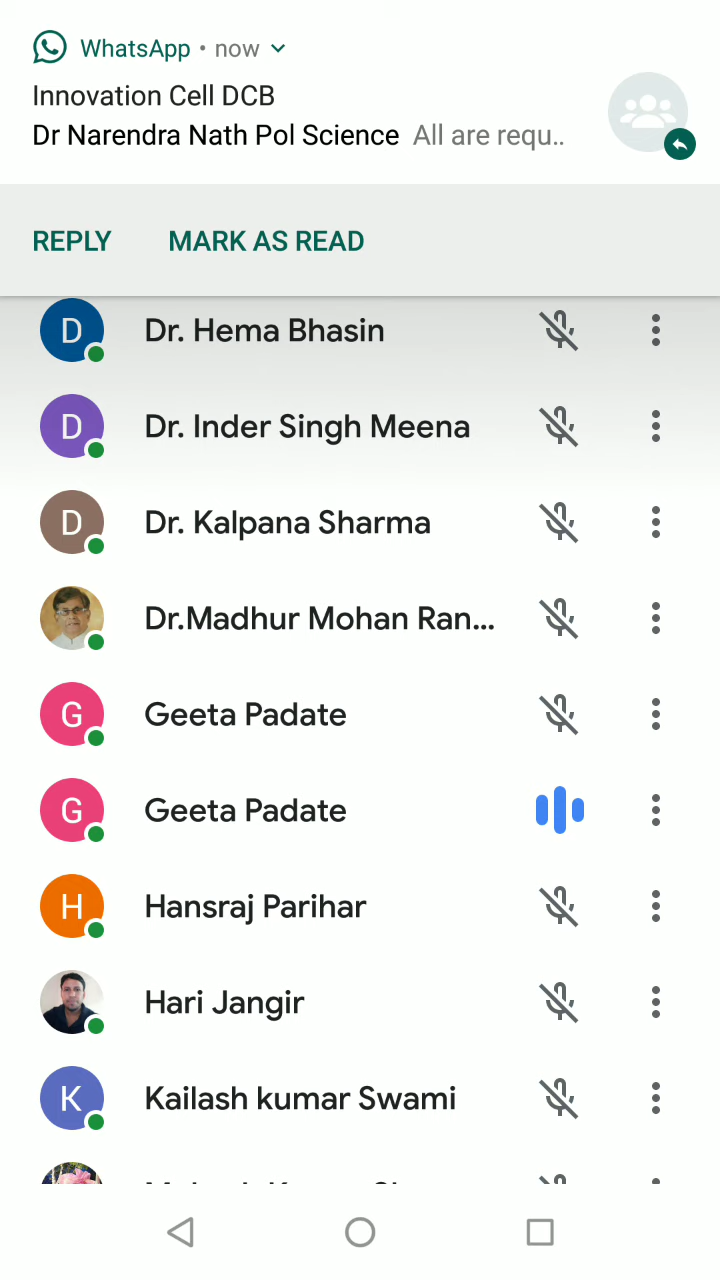 WhatsApp • now
Innovation Cell DCB
Dr Narendra Nath Pol Science All are requ..
REPLY MARK AS READ
D Dr. Hema Bhasin
D Dr. Inder Singh Meena
D Dr. Kalpana Sharma
Dr.Madhur Mohan Ran...
G Geeta Padate
G Geeta Padate
H Hansraj Parihar
Hari Jangir
K Kailash kumar Swami